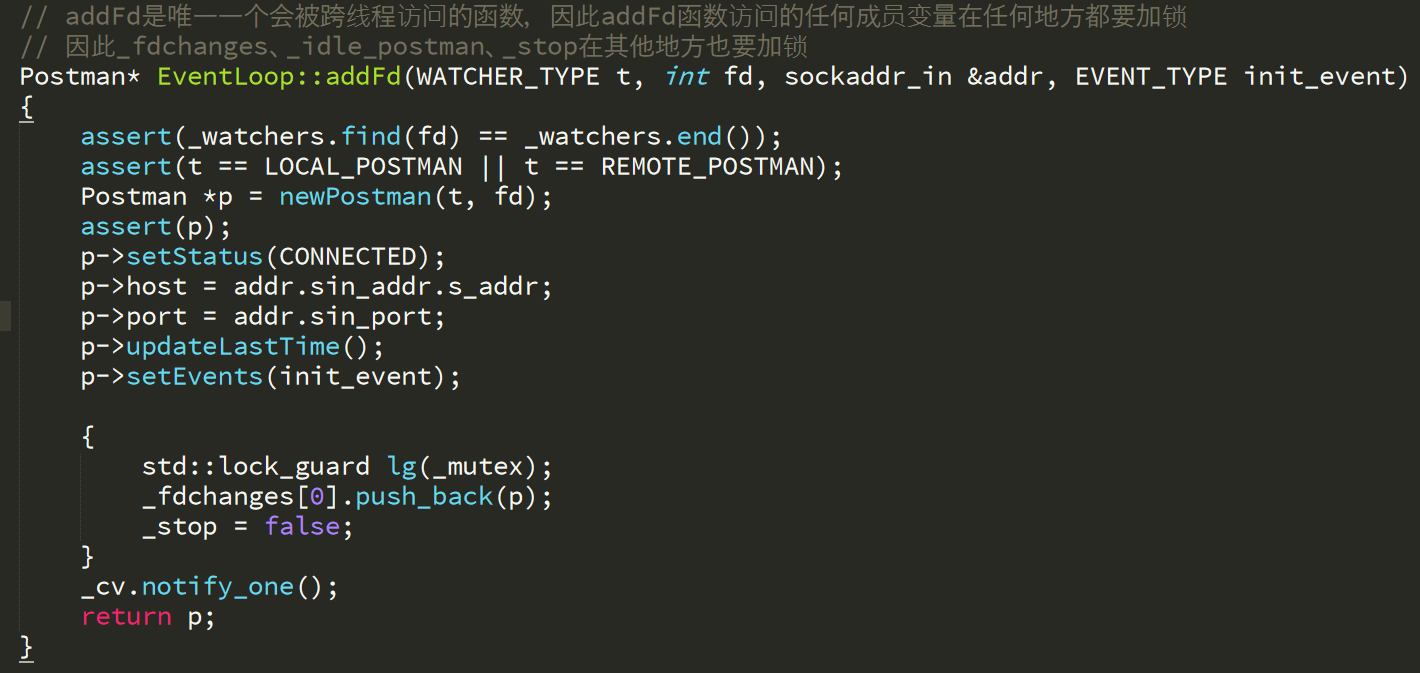 // addFd是唯一一个会被跨线程访问的函数, 因此addFd函数访问的任何成员变量在任何地方都要加锁
// 因此_fdchanges、_idle_postman、_stop在其他地方也要加锁
Postman* EventLoop::addFd(WATCHER_TYPE t, int fd, sockaddr_in &addr, EVENT_TYPE init_event)
{
    assert(_watchers.find(fd) == _watchers.end());
    assert(t == LOCAL_POSTMAN || t == REMOTE_POSTMAN);
    Postman *p = newPostman(t, fd);
    assert(p);
    p->setStatus(CONNECTED);
    p->host = addr.sin_addr.s_addr;
    p->port = addr.sin_port;
    p->updateLastTime();
    p->setEvents(init_event);

    {
        std::lock_guard lg(_mutex);
        _fdchanges[0].push_back(p);
        _stop = false;
    }
    _cv.notify_one();
    return p;
}